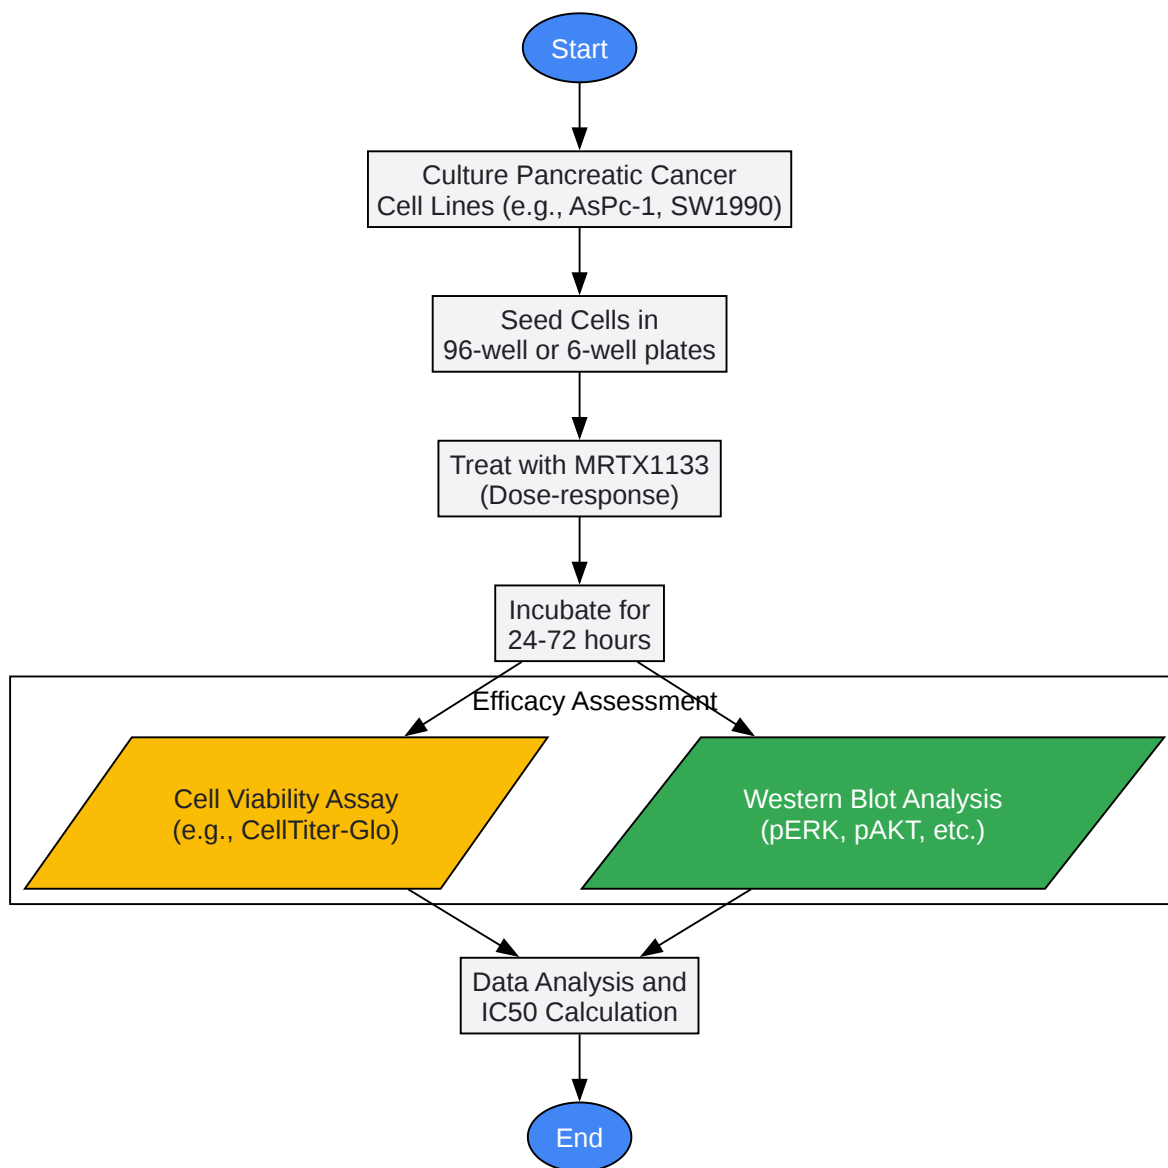 Start
Culture Pancreatic Cancer
Cell Lines (e.g., AsPc-1, SW1990)
Seed Cells in
96-well or 6-well plates
Treat with MRTX1133
(Dose-response)
Incubate for
24-72 hours
Efficacy Assessment
Cell Viability Assay
(e.g., CellTiter-Glo)
Western Blot Analysis
(pERK, pAKT, etc.)
Data Analysis and
IC50 Calculation
End